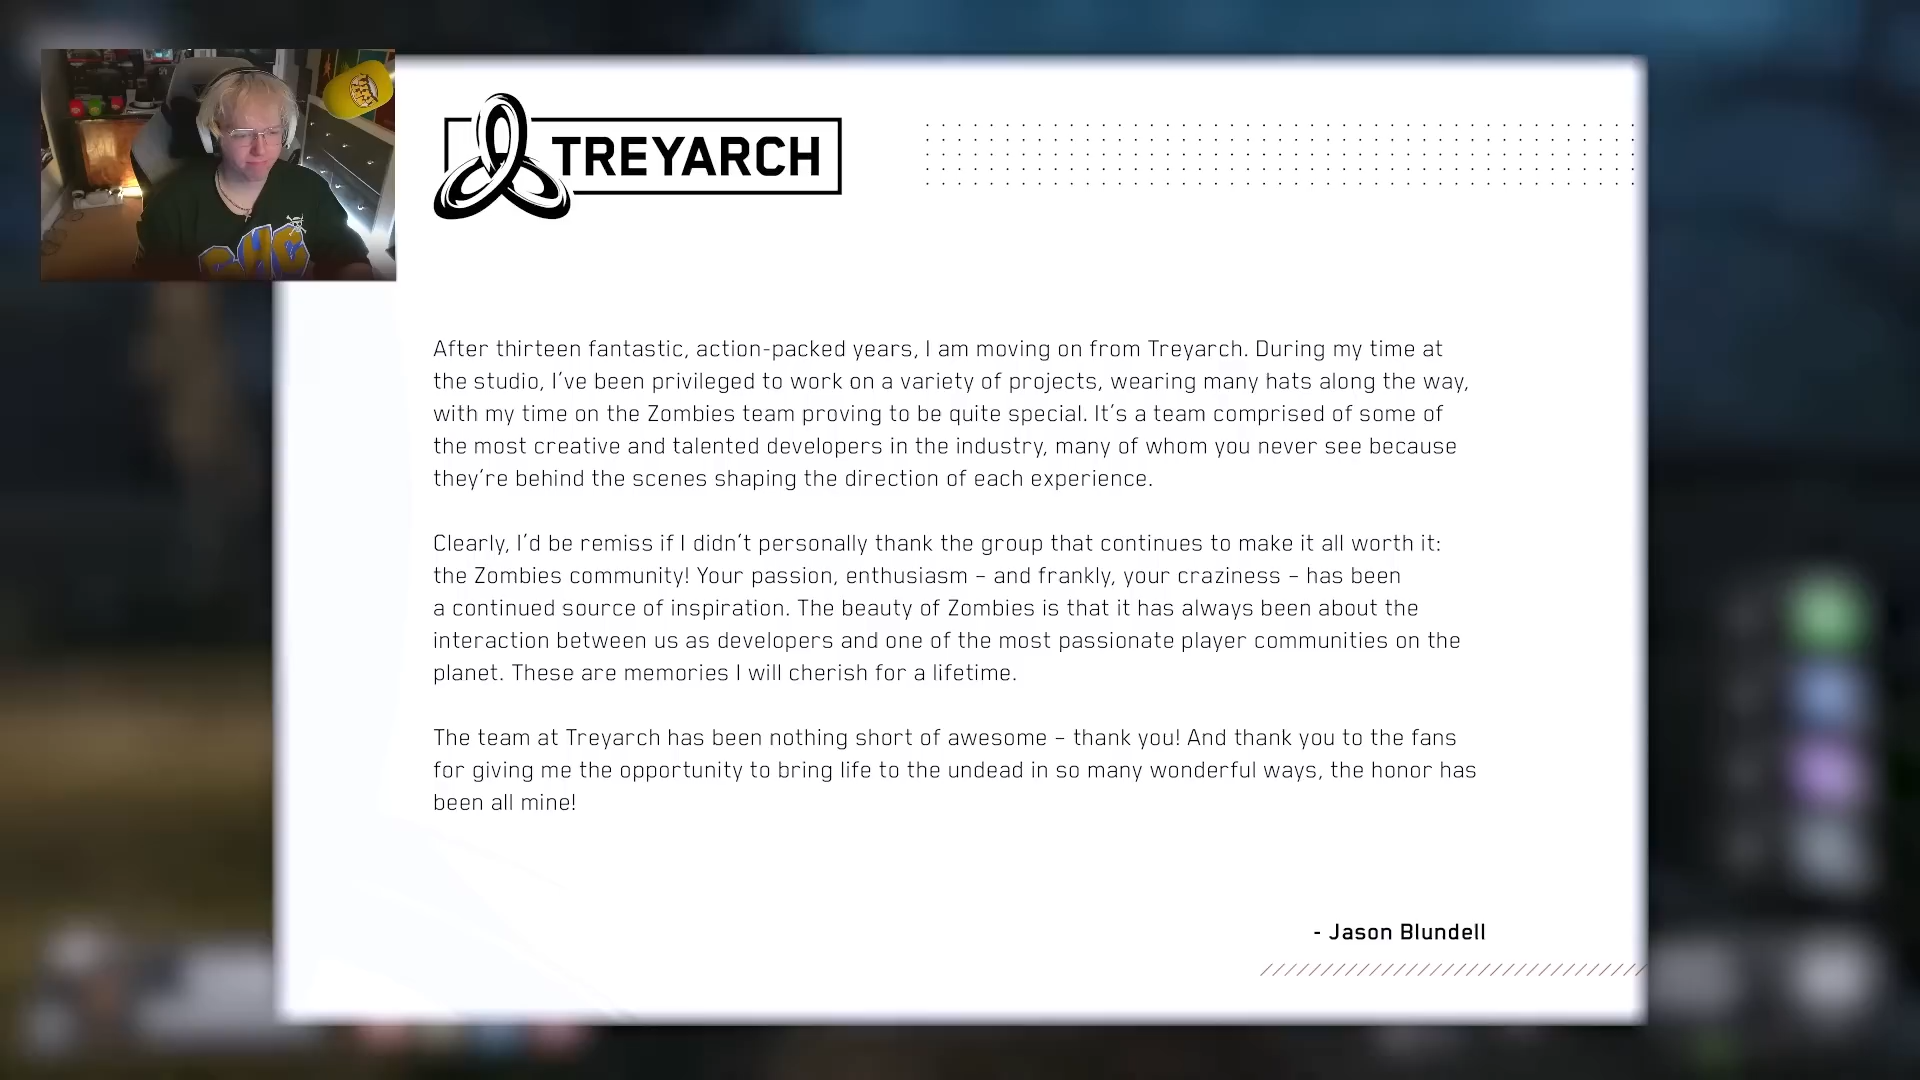 TREYARCH
After thirteen fantastic, action-packed years, I am moving on from Treyarch. During my time at
the studio, I've been privileged to work on a variety of projects, wearing many hats along the way,
with my time on the Zombies team proving to be quite special. It's a team comprised of some of
the most creative and talented developers in the industry, many of whom you never see because
they're behind the scenes shaping the direction of each experience.
Clearly, I'd be remiss if I didn't personally thank the group that continues to make it all worth it:
the Zombies community! Your passion, enthusiasm – and frankly, your craziness – has been
a continued source of inspiration. The beauty of Zombies is that it has always been about the
interaction between us as developers and one of the most passionate player communities on the
planet. These are memories I will cherish for a lifetime.
The team at Treyarch has been nothing short of awesome – thank you! And thank you to the fans
for giving me the opportunity to bring life to the undead in so many wonderful ways, the honor has
been all mine!
- Jason Blundell